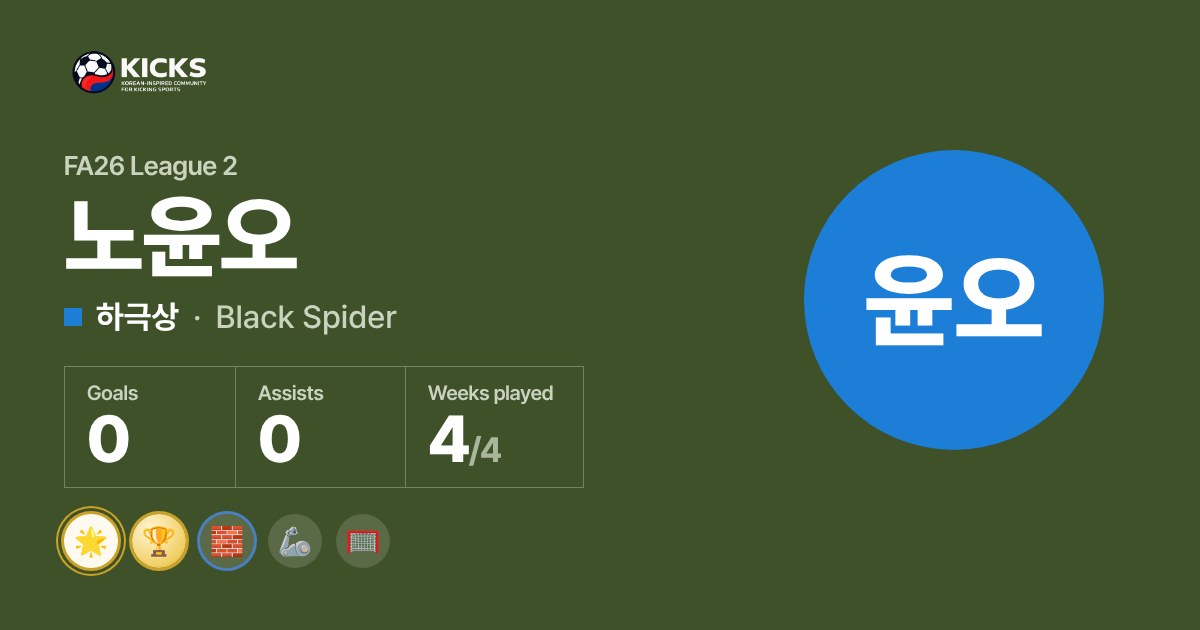 KICKS
KOREAN-INSPIRED COMMUNITY
FOR KICKING SPORTS
FA26 League 2
노윤오
하극상 · Black Spider
Goals
0
Assists
0
Weeks played
4/4
윤오